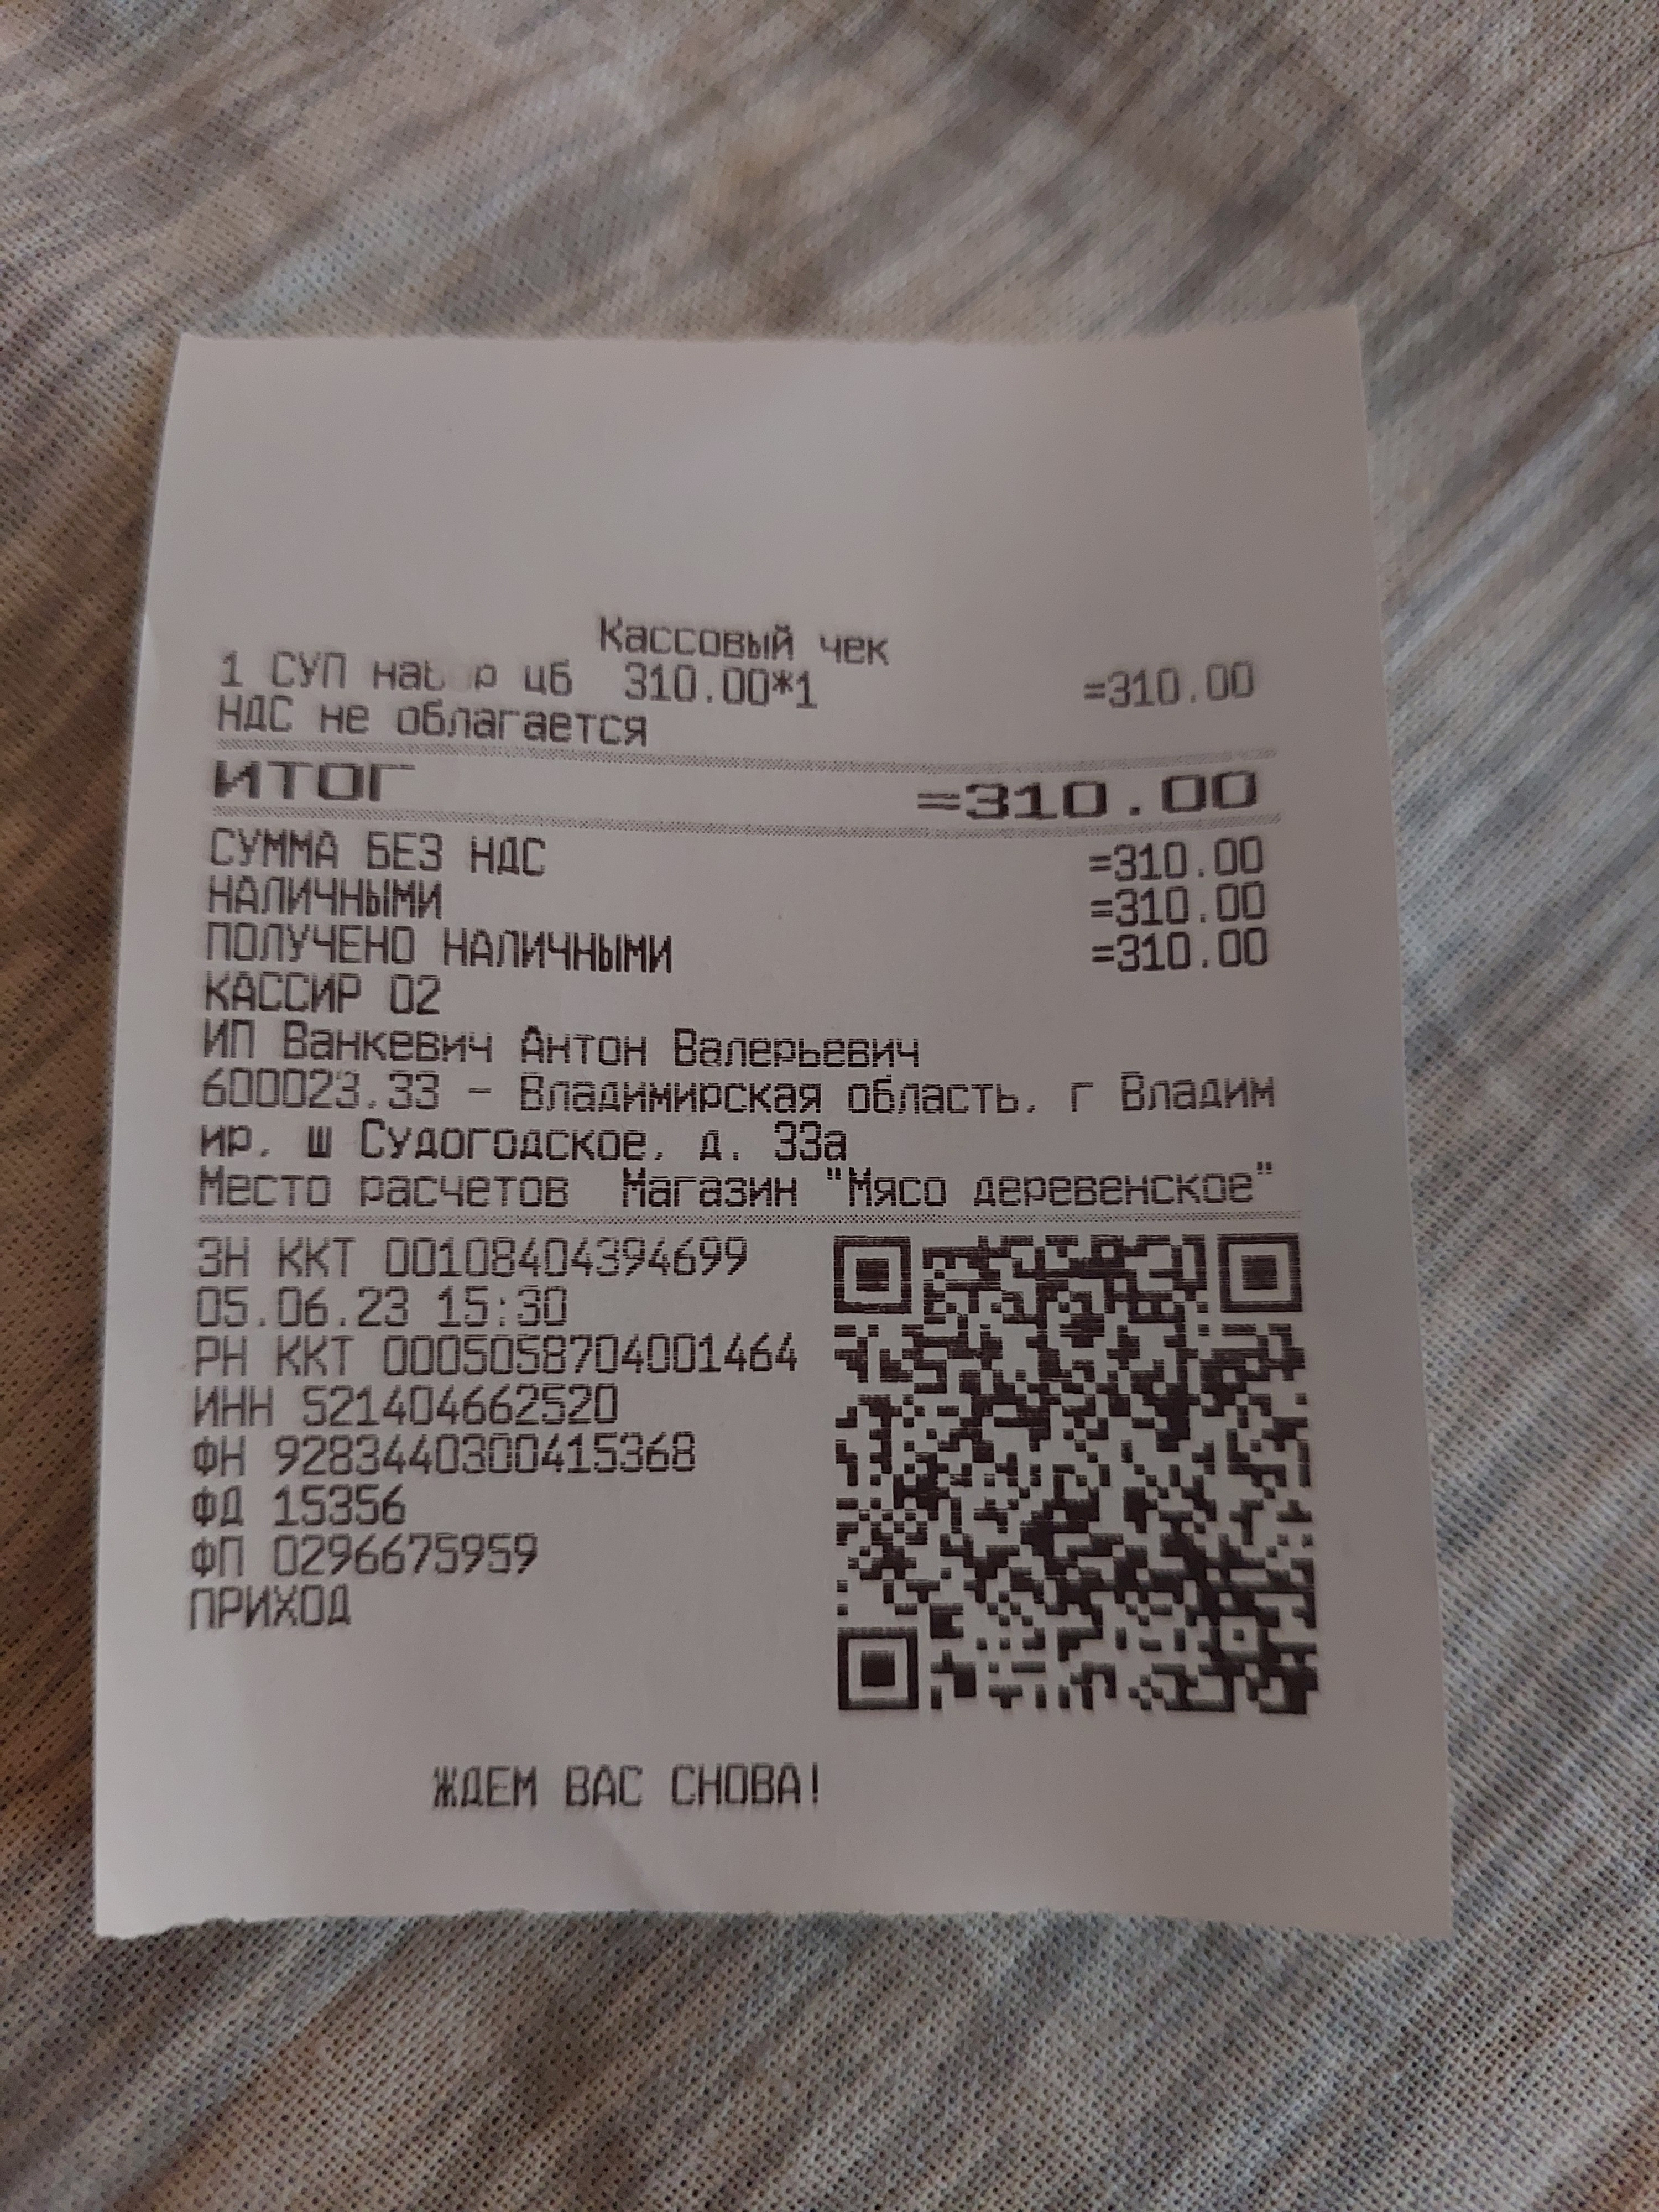 Кассовый чек
1 СУП набор цб 310.00*1 =310.00
НДС не облагается
ИТОГ =310.00
СУММА БЕЗ НДС =310.00
НАЛИЧНЫМИ =310.00
ПОЛУЧЕНО НАЛИЧНЫМИ =310.00
КАССИР 02
ИП Ванкевич Антон Валерьевич
600023,33 - Владимирская область, г Владим
ир, ш Судогодское, д. 33а
Место расчетов Магазин "Мясо деревенское"
ЗН ККТ 00108404394699
05.06.23 15:30
РН ККТ 0005058704001464
ИНН 521404662520
ФН 9283440300415368
ФД 15356
ФП 0296675959
ПРИХОД
ЖДЕМ ВАС СНОВА!